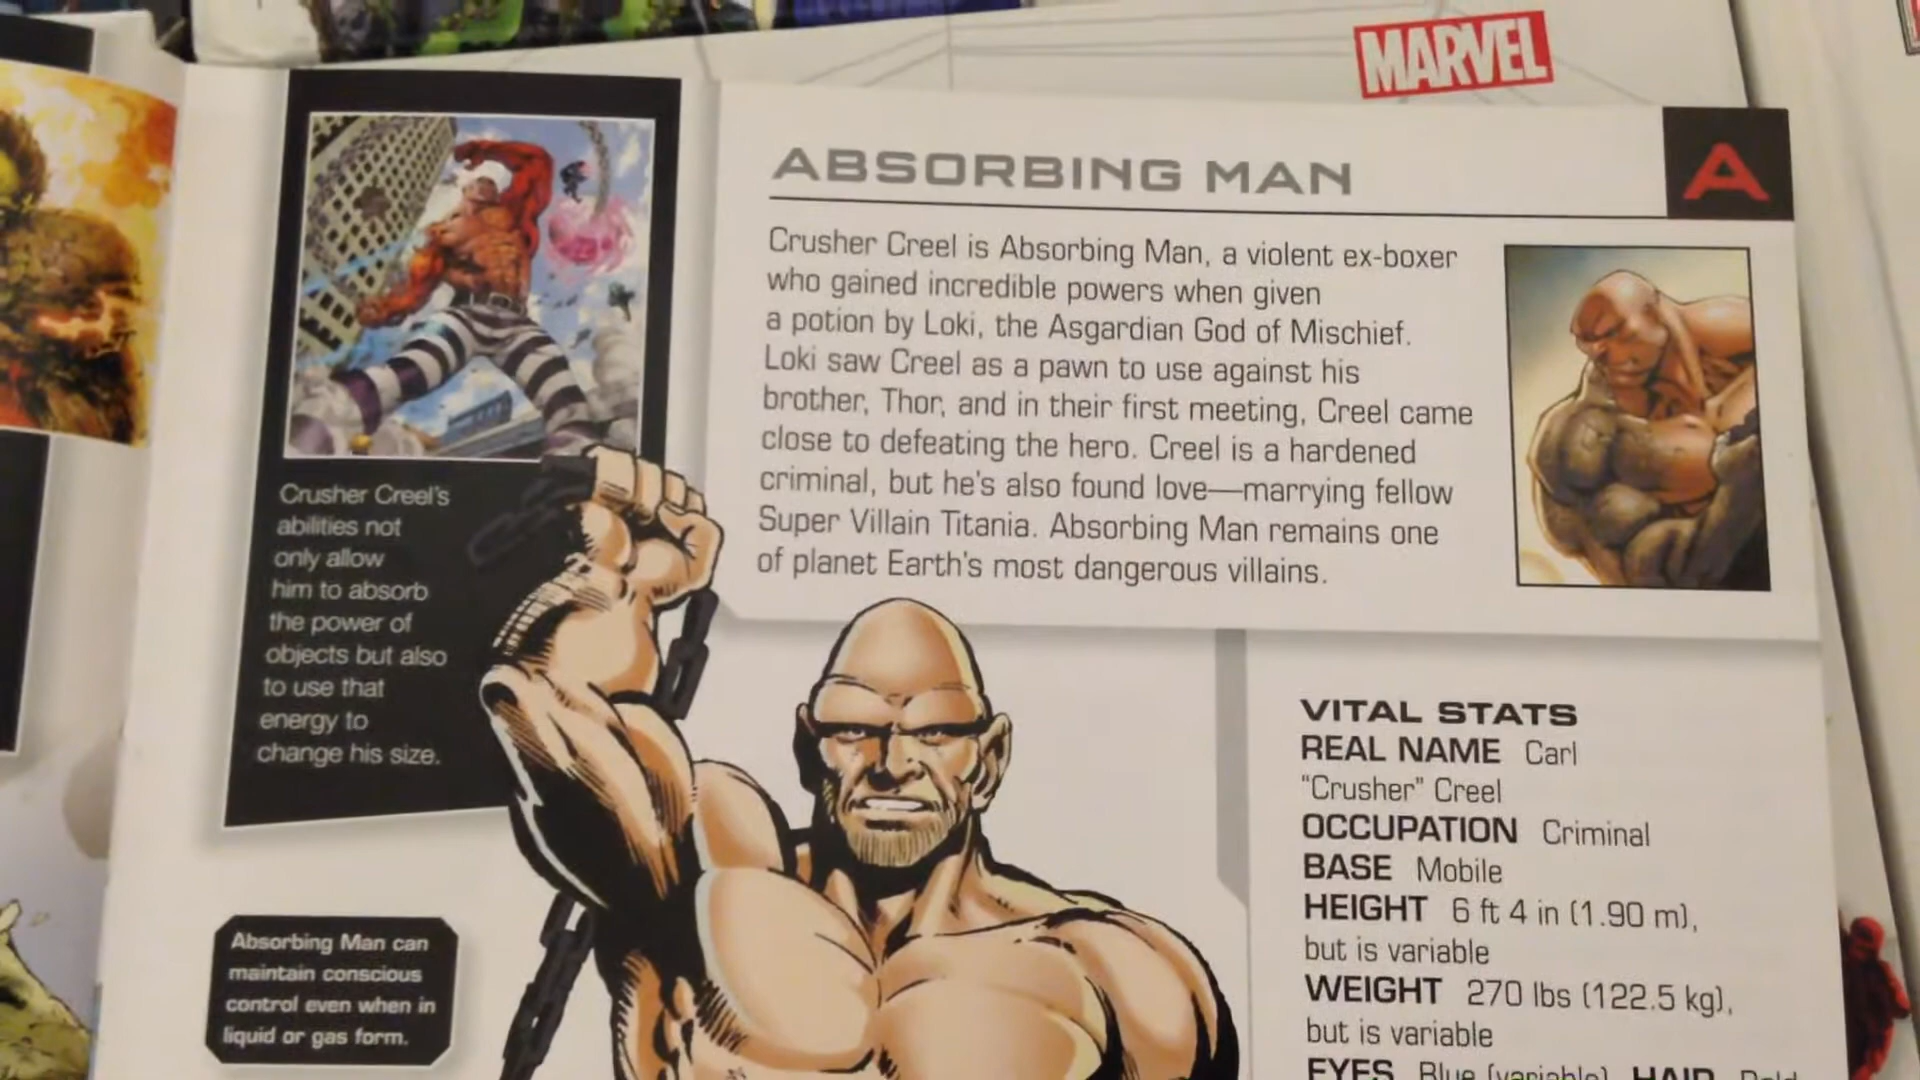 MARVEL
ABSORBING MAN
A
Crusher Creel is Absorbing Man, a violent ex-boxer
who gained incredible powers when given
a potion by Loki, the Asgardian God of Mischief.
Loki saw Creel as a pawn to use against his
brother, Thor, and in their first meeting, Creel came
close to defeating the hero. Creel is a hardened
criminal, but he's also found love—marrying fellow
Super Villain Titania. Absorbing Man remains one
of planet Earth's most dangerous villains.
Crusher Creel's
abilities not
only allow
him to absorb
the power of
objects but also
to use that
energy to
change his size.
Absorbing Man can
maintain conscious
control even when in
liquid or gas form.
VITAL STATS
REAL NAME Carl
"Crusher" Creel
OCCUPATION Criminal
BASE Mobile
HEIGHT 6 ft 4 in (1.90 m),
but is variable
WEIGHT 270 lbs (122.5 kg),
but is variable
EYES Blue (variable) HAIR Bald